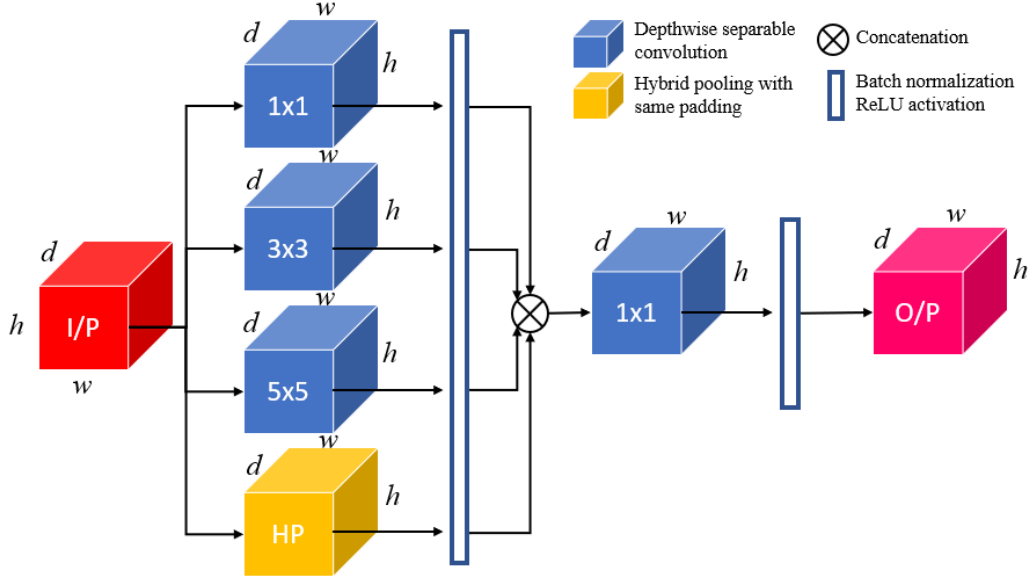 w
d
h
1x1
Depthwise separable
convolution
Concatenation
Hybrid pooling with
same padding
Batch normalization
ReLU activation
w
d
h
3x3
d
h
I/P
w
w
d
h
5x5
w
d
h
HP
w
d
h
1x1
w
d
h
O/P